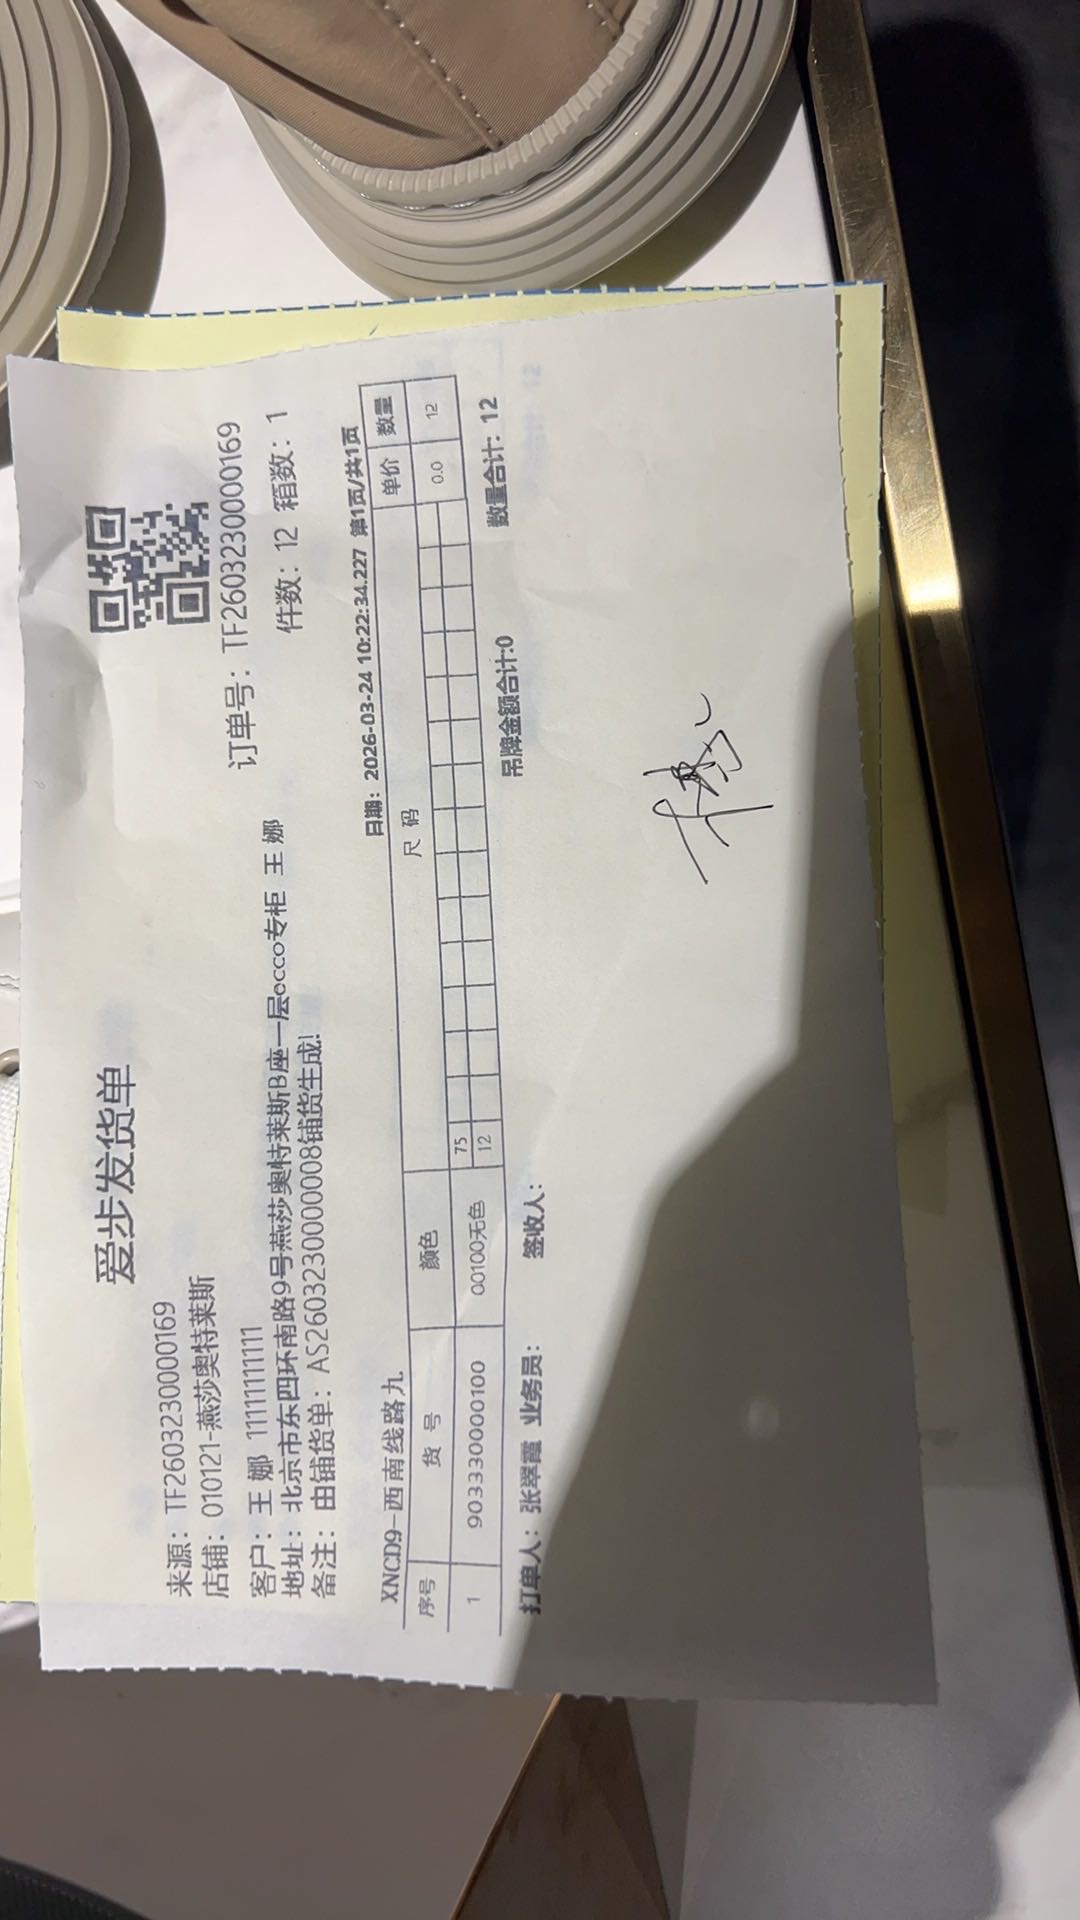 爱步发货单
来源：TF2603230000169
店铺：010121-燕莎奥特莱斯
订单号：TF2603230000169
客户：王 娜 11111111111
件数：12 箱数：1
地址：北京市东四环南路9号燕莎奥特莱斯B座一层ecco专柜 王 娜
备注：由铺货单：AS260323000008铺货生成!
XNCD9-西南线路九 日期：2026-03-24 10:22:34.227 第1页/共1页
序号 货 号 颜色 尺 码 单价 数量
75
1 9033300000100 00100无色 12 0.0 12
打单人：张翠霞 业务员： 签收人： 吊牌金额合计:0 数量合计：12